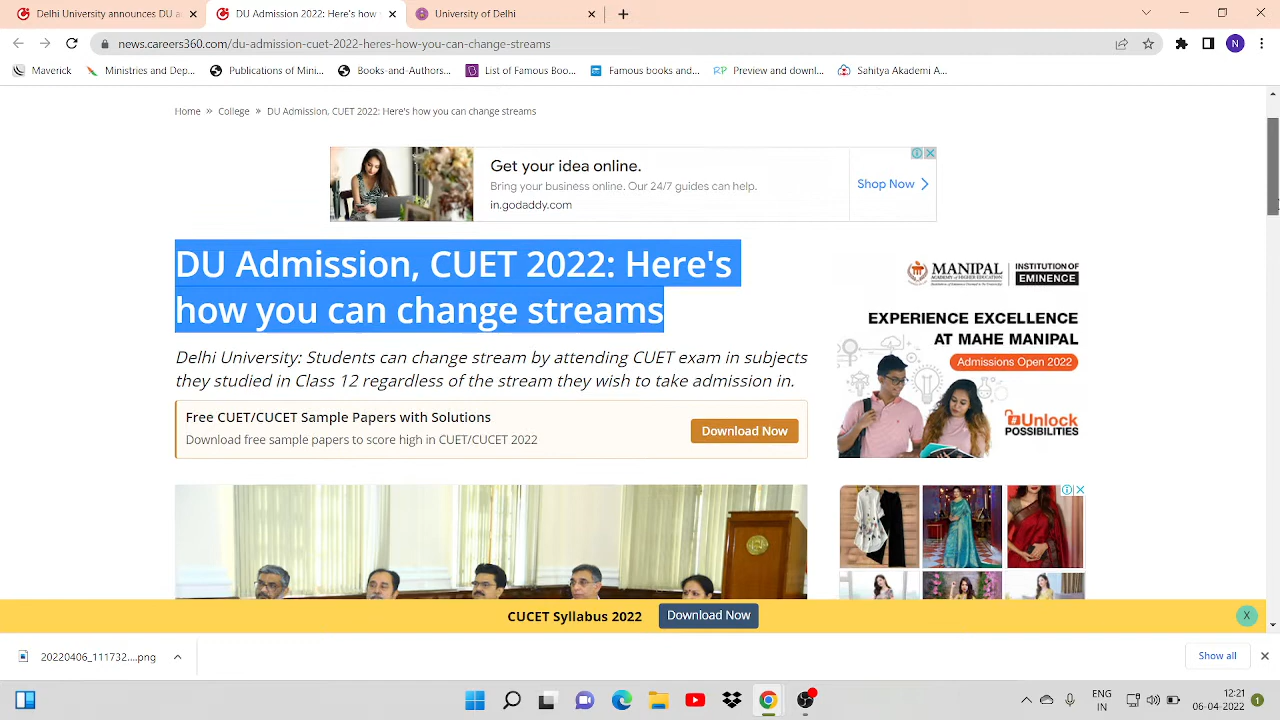 Delhi University announces DU
DU Admission, CUET 2022: Here's how
University of Delhi
news.careers360.com/du-admission-cuet-2022-heres-how-you-can-change-streams
N
Maverick
Ministries and Dep...
Publications - Minis...
Ministries and Autho...
List of Famous Boo...
Famous books and...
Preview and downl...
Sahitya Akademi A...
Home » College » DU Admission, CUET 2022: Here's how you can change streams
Get your idea online.
Bring your business online. Our 24/7 guides can help.
in.godaddy.com
Shop Now
DU Admission, CUET 2022: Here's
how you can change streams
Delhi University Students can change stream by attending CUET exam in subjects
they studied in Class 12 regardless of the stream they wish to take admission in.
Free CUET/CUCET Sample Papers with Solutions
Download free sample papers to score high in CUET/CUCET 2022
Download Now
MANIPAL
ACADEMY of HIGHER EDUCATION
INSTITUTION OF
EMINENCE
EXPERIENCE EXCELLENCE
AT MAHE MANIPAL
Admissions Open 2022
Unlock
POSSIBILITIES
CUCET Syllabus 2022
Download Now
X
20220406_111732....png
Show all
ENG
IN
12:21
06-04-2022
1